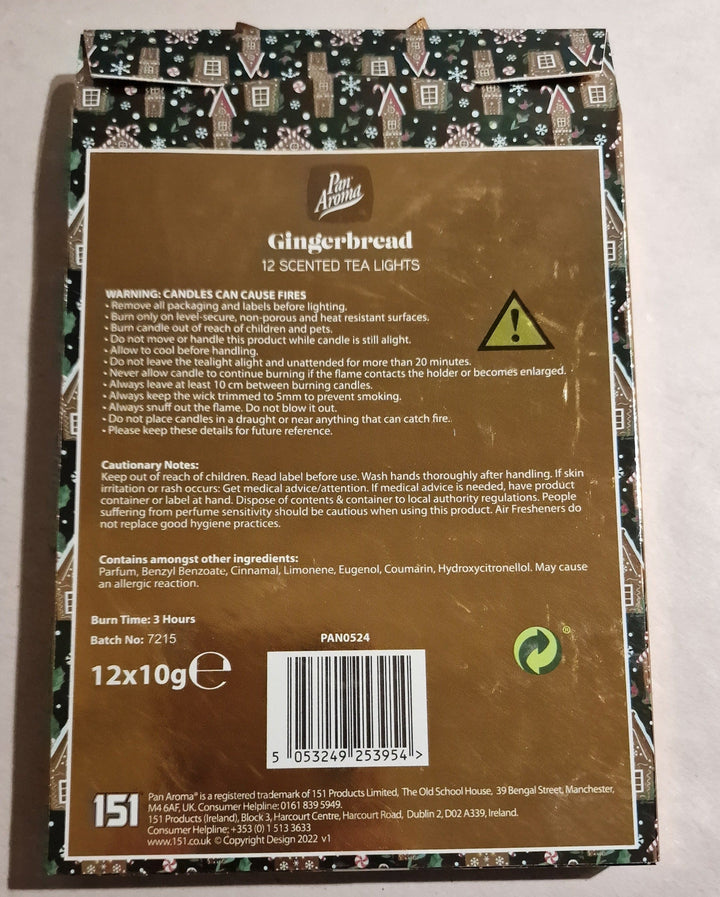 Pan
Aroma
Gingerbread
12 SCENTED TEA LIGHTS
WARNING: CANDLES CAN CAUSE FIRES
• Remove all packaging and labels before lighting.
• Burn only on level-secure, non-porous and heat resistant surfaces.
• Burn candle out of reach of children and pets.
• Do not move or handle this product while candle is still alight.
• Allow to cool before handling.
• Do not leave the tealight alight and unattended for more than 20 minutes.
• Never allow candle to continue burning if the flame contacts the holder or becomes enlarged.
• Always leave at least 10 cm between burning candles.
• Always keep the wick trimmed to 5mm to prevent smoking.
• Always snuff out the flame. Do not blow it out.
• Do not place candles in a draught or near anything that can catch fire.
• Please keep these details for future reference.
!
Cautionary Notes:
Keep out of reach of children. Read label before use. Wash hands thoroughly after handling. If skin
irritation or rash occurs: Get medical advice/attention. If medical advice is needed, have product
container or label at hand. Dispose of contents & container to local authority regulations. People
suffering from perfume sensitivity should be cautious when using this product. Air Fresheners do
not replace good hygiene practices.
Contains amongst other ingredients:
Parfum, Benzyl Benzoate, Cinnamal, Limonene, Eugenol, Coumarin, Hydroxycitronellol. May cause
an allergic reaction.
Burn Time: 3 Hours
Batch No: 7215
PAN0524
12x10g℮
®
5 053249 253954 >
151
Pan Aroma® is a registered trademark of 151 Products Limited, The Old School House, 39 Bengal Street, Manchester,
M4 6AF, UK. Consumer Helpline: 0161 839 5949.
151 Products (Ireland), Block 3, Harcourt Centre, Harcourt Road, Dublin 2, D02 A339, Ireland.
Consumer Helpline: +353 (0) 1 513 3633
www.151.co.uk © Copyright Design 2022 v1